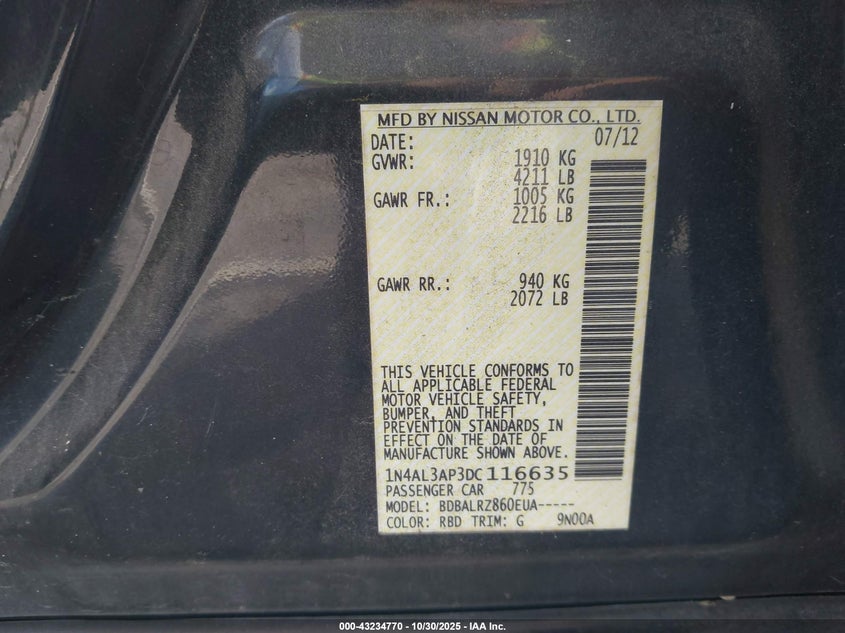 MFD BY NISSAN MOTOR CO., LTD.
DATE: 07/12
GVWR: 1910 KG
4211 LB
GAWR FR.: 1005 KG
2216 LB
GAWR RR.: 940 KG
2072 LB
THIS VEHICLE CONFORMS TO
ALL APPLICABLE FEDERAL
MOTOR VEHICLE SAFETY,
BUMPER, AND THEFT
PREVENTION STANDARDS IN
EFFECT ON THE DATE OF
MANUFACTURE SHOWN ABOVE.
1N4AL3AP3DC116635
PASSENGER CAR 775
MODEL: BDBALRZ860EUA-----
COLOR: RBD TRIM: G 9N00A
000-43234770 - 10/30/2025 - IAA Inc.